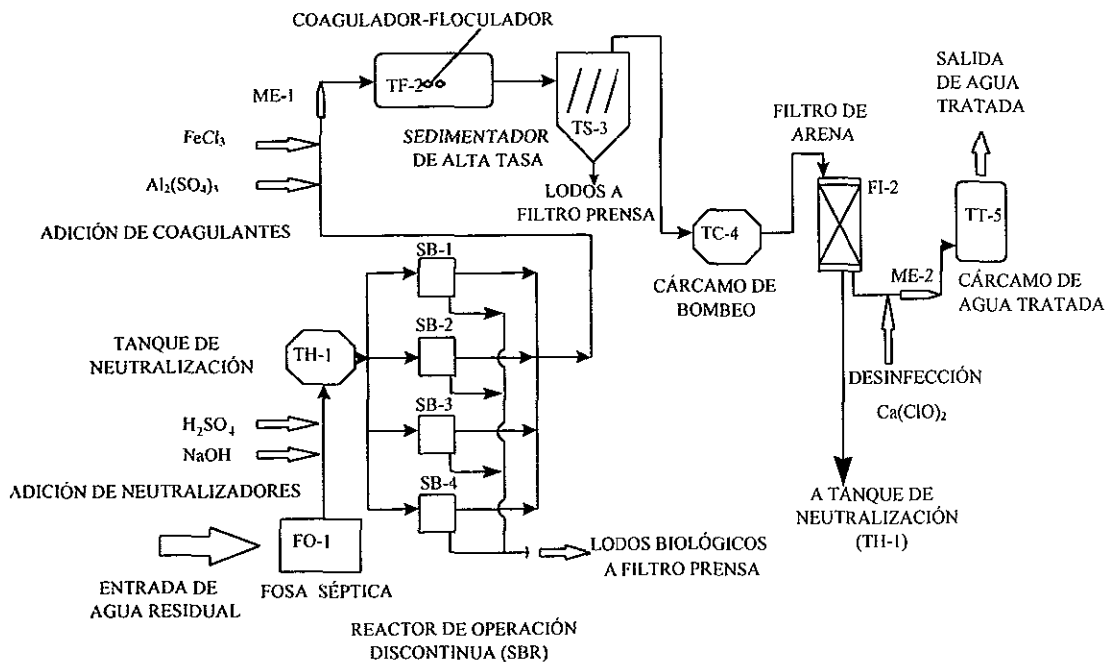 COAGULADOR-FLOCULADOR
ME-1
TF-2
FeCl₃
Al₂(SO₄)₃
ADICIÓN DE COAGULANTES
SEDIMENTADOR
DE ALTA TASA
TS-3
LODOS A
FILTRO PRENSA
TC-4
CÁRCAMO DE
BOMBEO
FILTRO DE
ARENA
FI-2
SALIDA
DE AGUA
TRATADA
TT-5
CÁRCAMO DE
AGUA TRATADA
ME-2
DESINFECCIÓN
Ca(ClO)₂
A TANQUE DE
NEUTRALIZACIÓN
(TH-1)
TANQUE DE
NEUTRALIZACIÓN
TH-1
SB-1
SB-2
SB-3
SB-4
H₂SO₄
NaOH
ADICIÓN DE NEUTRALIZADORES
FO-1
ENTRADA DE
AGUA RESIDUAL
FOSA SÉPTICA
LODOS BIOLÓGICOS
A FILTRO PRENSA
REACTOR DE OPERACIÓN
DISCONTINUA (SBR)